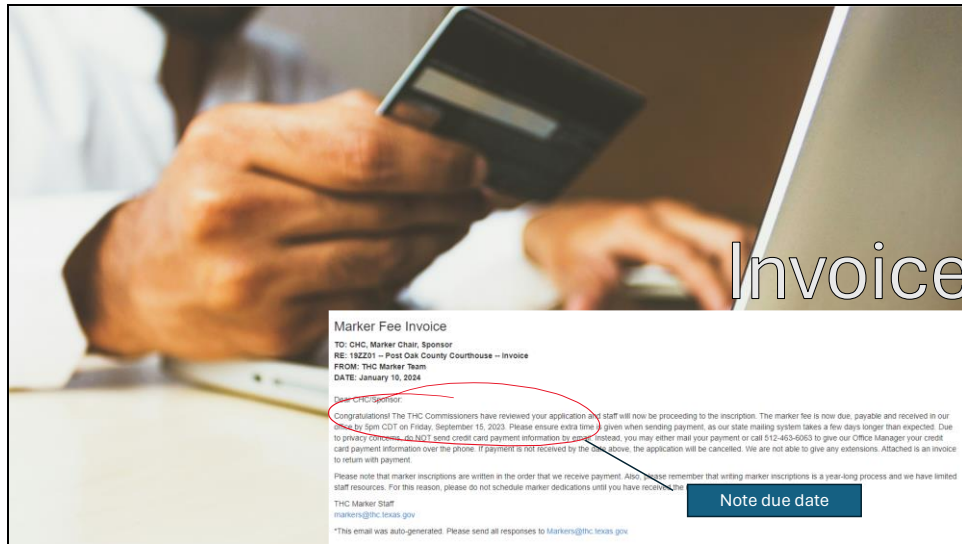 Invoice
Marker Fee Invoice
TO: CHC, Marker Chair, Sponsor
RE: 19ZZ01 -- Post Oak County Courthouse -- Invoice
FROM: THC Marker Team
DATE: January 10, 2024
Dear CHC/Sponsor:
Congratulations! The THC Commissioners have reviewed your application and staff will now be proceeding to the inscription. The marker fee is now due, payable and received in our
office by 5pm CDT on Friday, September 15, 2023. Please ensure extra time is given when sending payment, as our state mailing system takes a few days longer than expected. Due
to privacy concerns, do NOT send credit card payment information by email. Instead, you may either mail your payment or call 512-463-6063 to give our Office Manager your credit
card payment information over the phone. If payment is not received by the date above, the application will be cancelled. We are not able to give any extensions. Attached is an invoice
to return with payment.
Please note that marker inscriptions are written in the order that we receive payment. Also, please remember that writing marker inscriptions is a year-long process and we have limited
staff resources. For this reason, please do not schedule marker dedications until you have received the
Note due date
THC Marker Staff
markers@thc.texas.gov
*This email was auto-generated. Please send all responses to Markers@thc.texas.gov